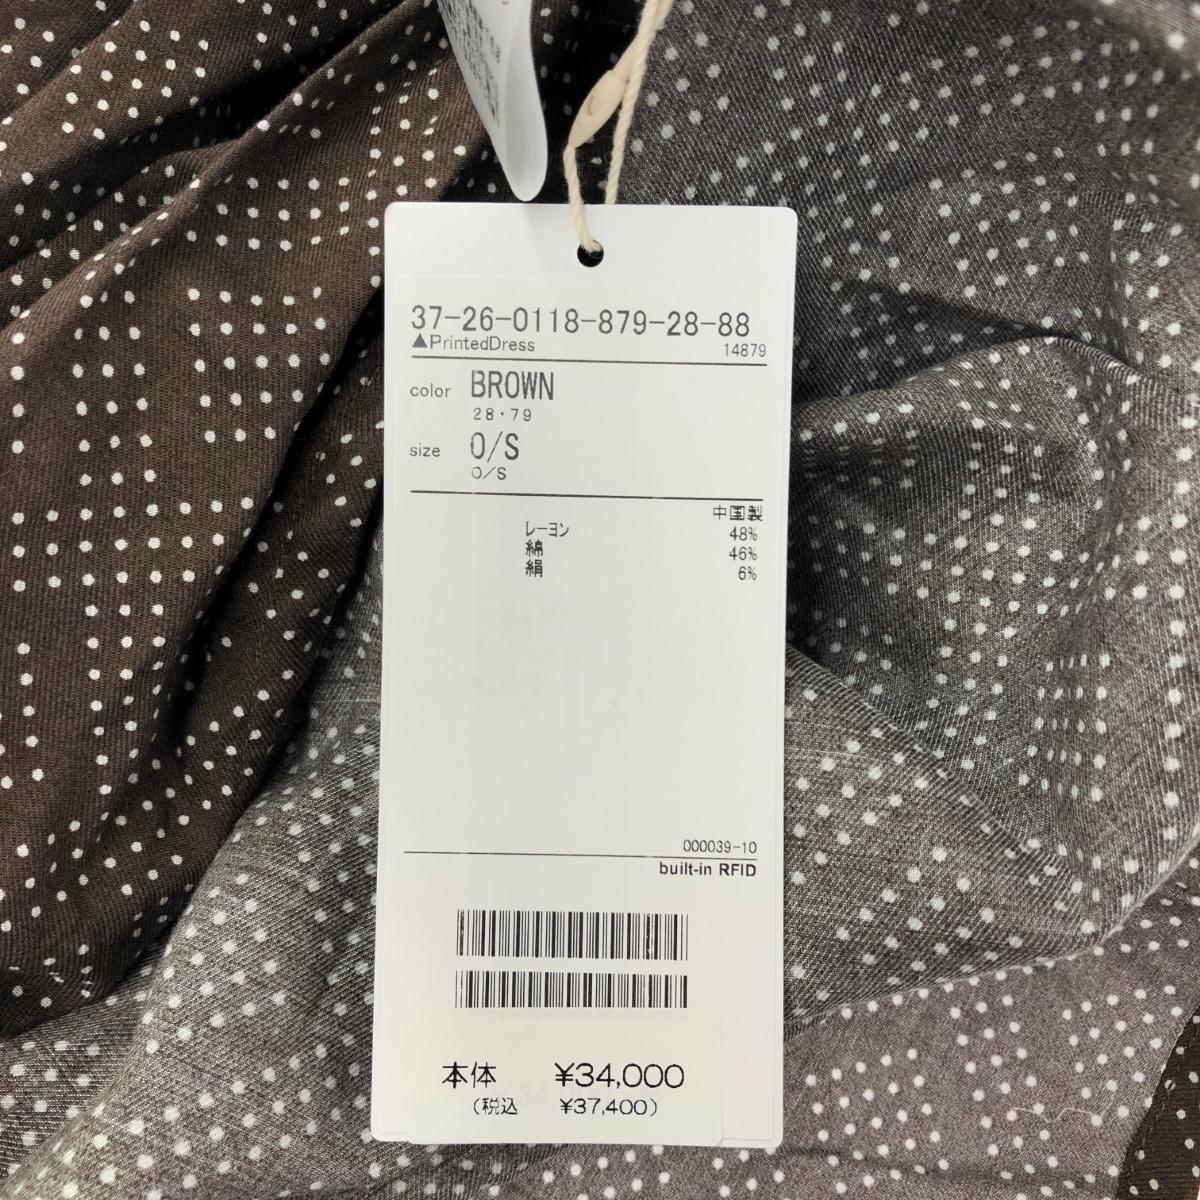 37-26-0118-879-28-88
▲PrintedDress 14879
color BROWN
28・79
size O/S
O/S
中国製
レーヨン 48%
綿 46%
絹 6%
000039-10
built-in RFID
本体 ¥34,000
(税込 ¥37,400)